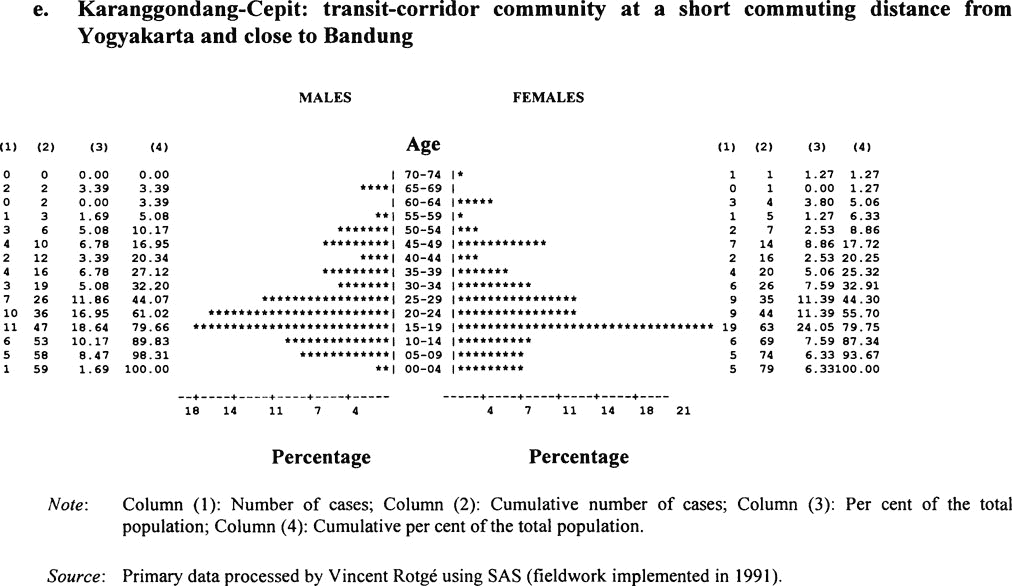 e. Karanggondang-Cepit: transit-corridor community at a short commuting distance from
Yogyakarta and close to Bandung
MALES FEMALES
(1) (2) (3) (4) Age (1) (2) (3) (4)
0 0 0.00 0.00 | 70-74 |* 1 1 1.27 1.27
2 2 3.39 3.39 ****| 65-69 | 0 1 0.00 1.27
0 2 0.00 3.39 | 60-64 |***** 3 4 3.80 5.06
1 3 1.69 5.08 **| 55-59 |* 1 5 1.27 6.33
3 6 5.08 10.17 *******| 50-54 |*** 2 7 2.53 8.86
4 10 6.78 16.95 *********| 45-49 |************ 7 14 8.86 17.72
2 12 3.39 20.34 ****| 40-44 |*** 2 16 2.53 20.25
4 16 6.78 27.12 *********| 35-39 |******* 4 20 5.06 25.32
3 19 5.08 32.20 *******| 30-34 |********** 6 26 7.59 32.91
7 26 11.86 44.07 *****************| 25-29 |**************** 9 35 11.39 44.30
10 36 16.95 61.02 ************************| 20-24 |**************** 9 44 11.39 55.70
11 47 18.64 79.66 **************************| 15-19 |*********************************** 19 63 24.05 79.75
6 53 10.17 89.83 **************| 10-14 |********** 6 69 7.59 87.34
5 58 8.47 98.31 ************| 05-09 |********* 5 74 6.33 93.67
1 59 1.69 100.00 **| 00-04 |********* 5 79 6.33100.00
--+----+----+----+----+---- -----+----+----+----+----+----
18 14 11 7 4 4 7 11 14 18 21
Percentage Percentage
Note: Column (1): Number of cases; Column (2): Cumulative number of cases; Column (3): Per cent of the total
population; Column (4): Cumulative per cent of the total population.
Source: Primary data processed by Vincent Rotgé using SAS (fieldwork implemented in 1991).